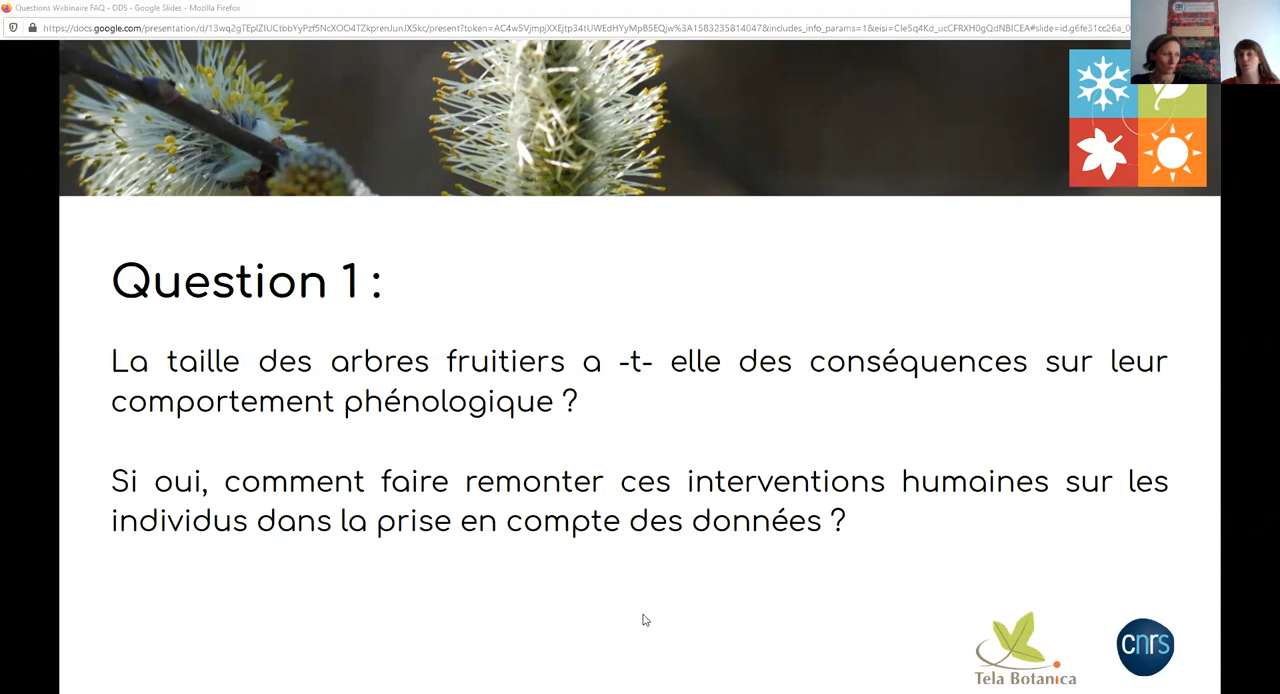 Questions Webinaire FAQ - DDS - Google Slides - Mozilla Firefox
Question 1 :
La taille des arbres fruitiers a -t- elle des conséquences sur leur
comportement phénologique ?
Si oui, comment faire remonter ces interventions humaines sur les
individus dans la prise en compte des données ?
Tela Botanica
cnrs